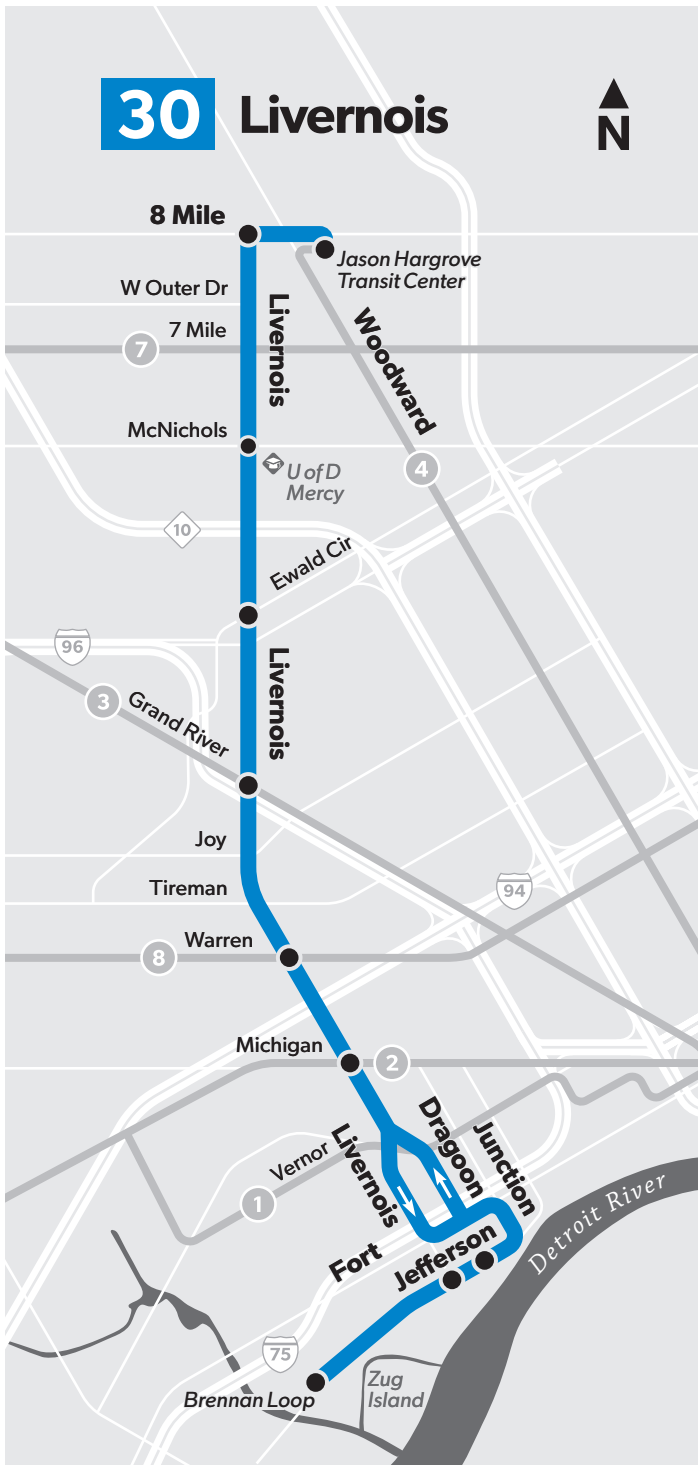 30 Livernois
N
8 Mile
Jason Hargrove
Transit Center
W Outer Dr
Livernois
7 Mile
7
Woodward
McNichols
U of D
Mercy
4
10
Ewald Cir
96
Livernois
3
Grand River
Joy
Tireman
94
Warren
8
Michigan
2
Dragoon
Junction
Livernois
Vernor
1
Detroit River
Fort
Jefferson
75
Zug
Island
Brennan Loop